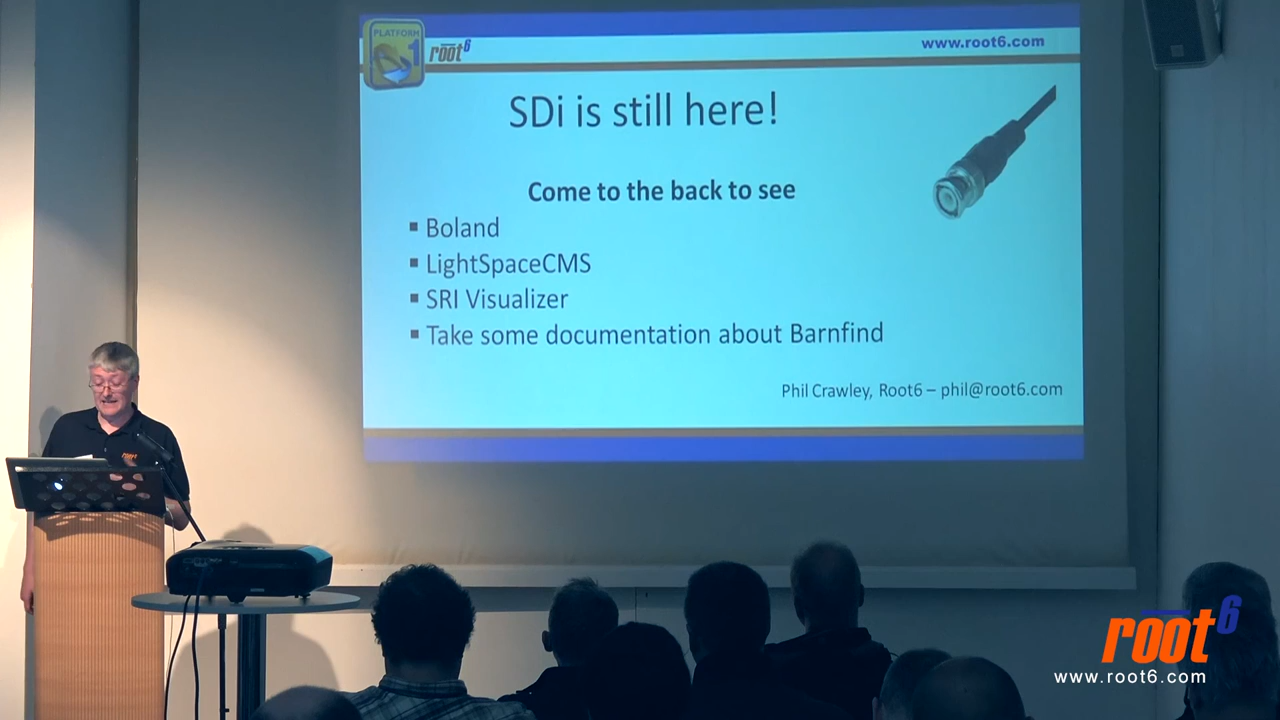 PLATFORM
1
root6
www.root6.com
SDi is still here!
Come to the back to see
Boland
LightSpaceCMS
SRI Visualizer
Take some documentation about Barnfind
Phil Crawley, Root6 – phil@root6.com
root
root6
www.root6.com